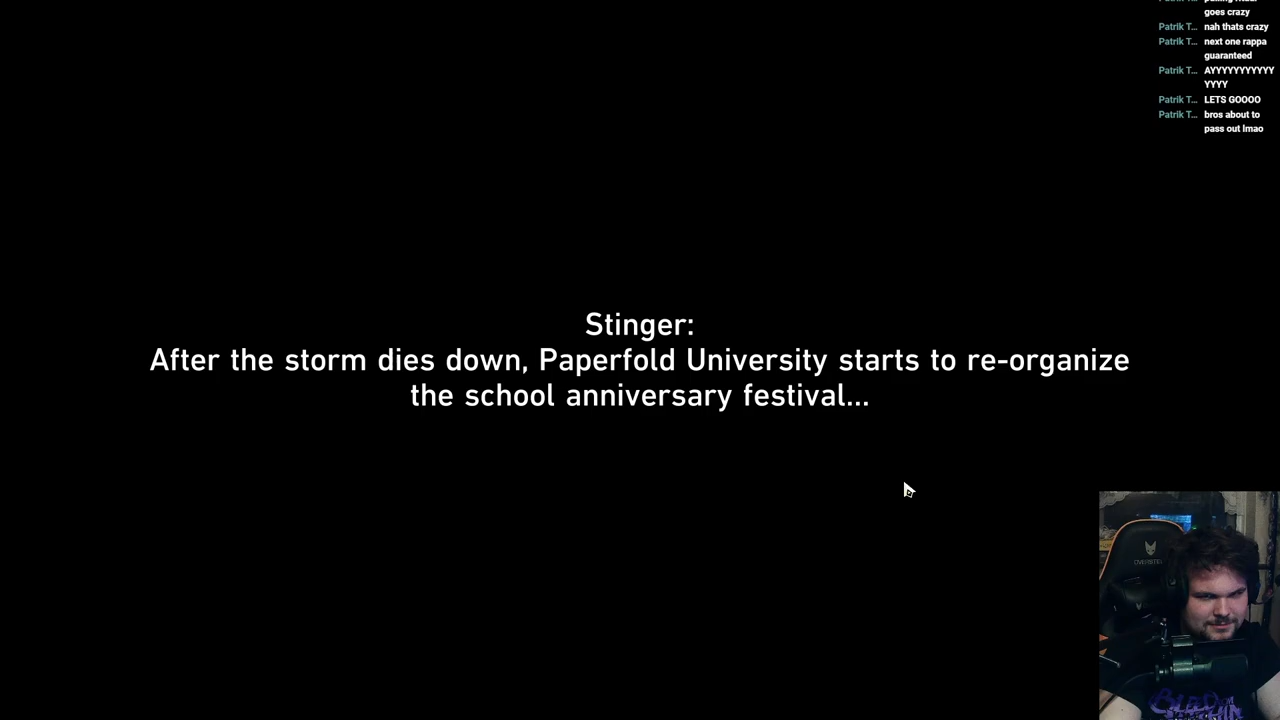 goes crazy
Patrik T... nah thats crazy
Patrik T... next one rappa
guaranteed
Patrik T... AYYYYYYYYYYY
YYYY
Patrik T... LETS GOOOO
Patrik T... bros about to
pass out lmao
Stinger:
After the storm dies down, Paperfold University starts to re-organize
the school anniversary festival...